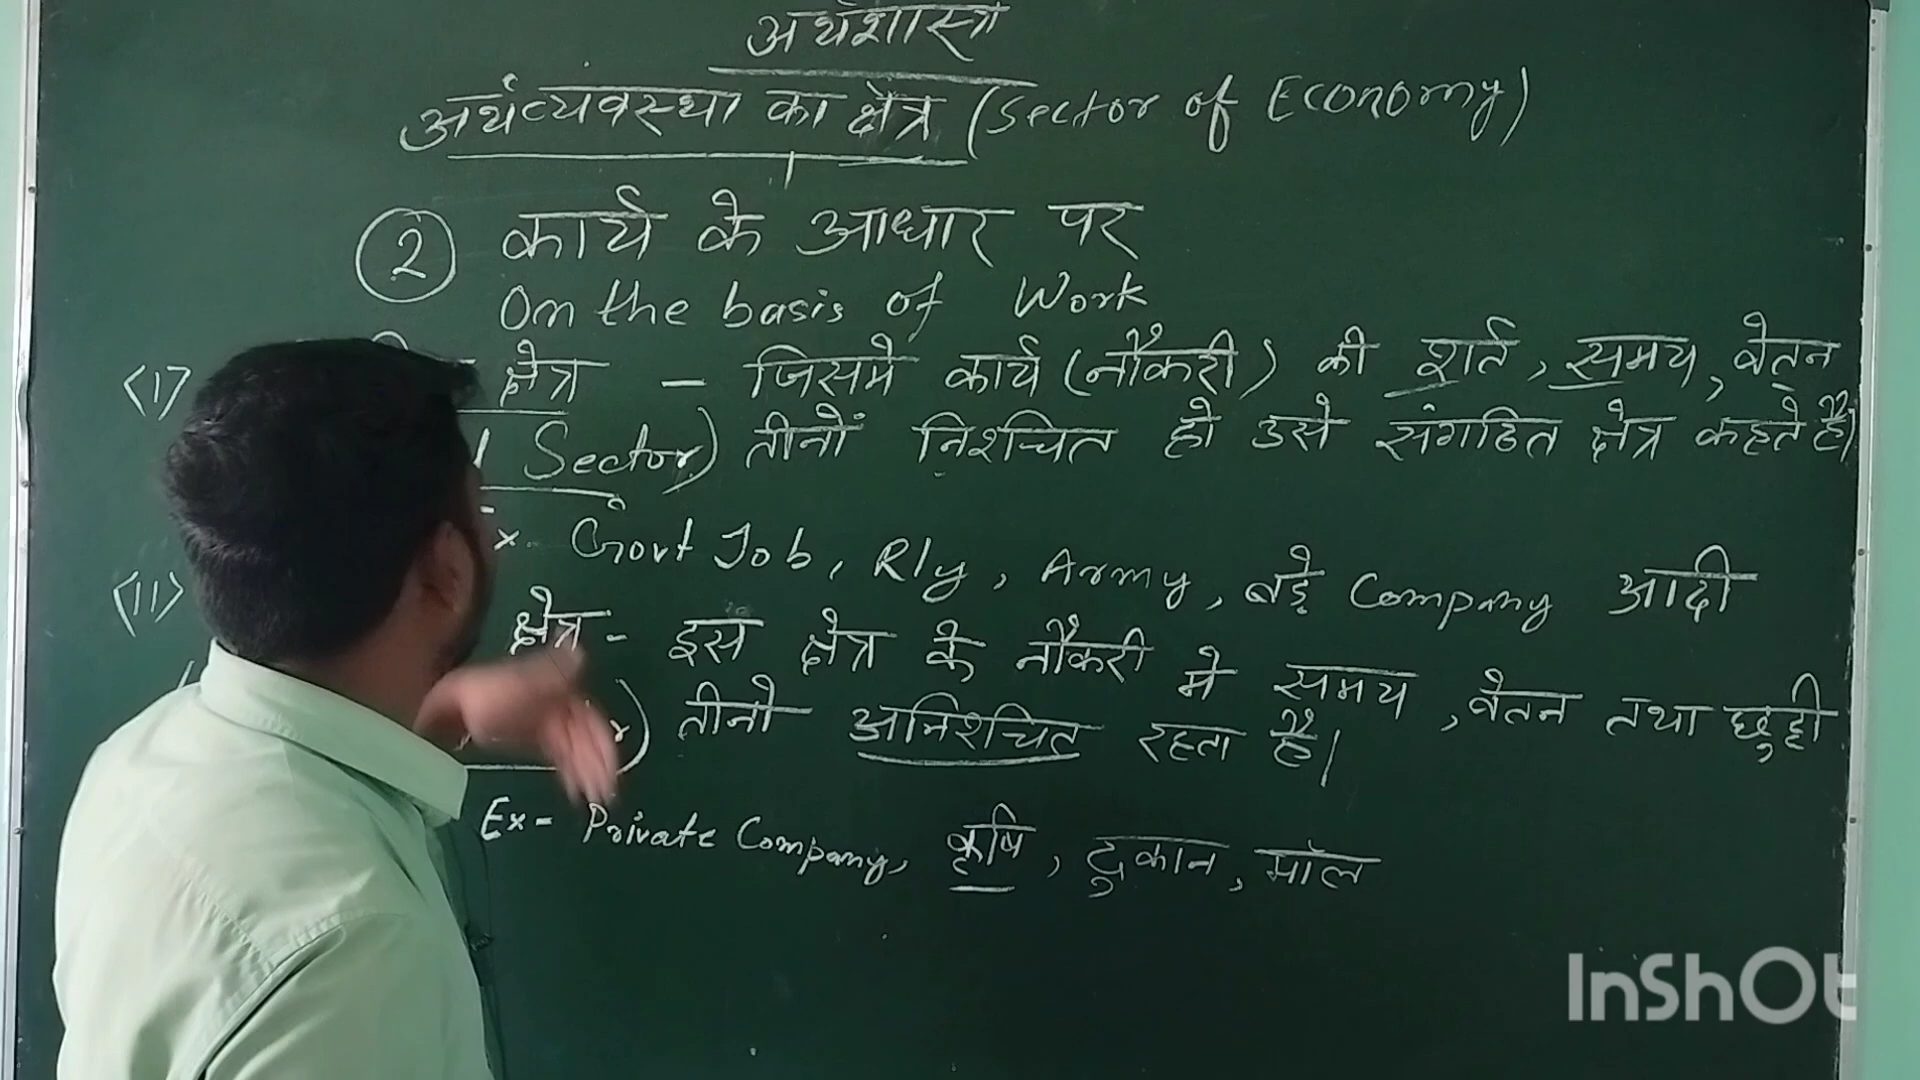 अर्थशास्त्र
अर्थव्यवस्था का क्षेत्र (Sector of Economy)
② कार्य के आधार पर
On the basis of Work
<1> क्षेत्र - जिसमे कार्य (नौकरी) की शर्त, समय, वेतन
Sector) तीनों निश्चित हो उसे संगठित क्षेत्र कहते है।
Ex. Govt Job, Rly, Army, बड़े Company आदी
<11> क्षेत्र - इस क्षेत्र के नौकरी मे समय, वेतन तथा छुट्टी
तीनो अनिश्चित रहता है।
Ex- Private Company, कृषि, दुकान, मॉल
InShOt